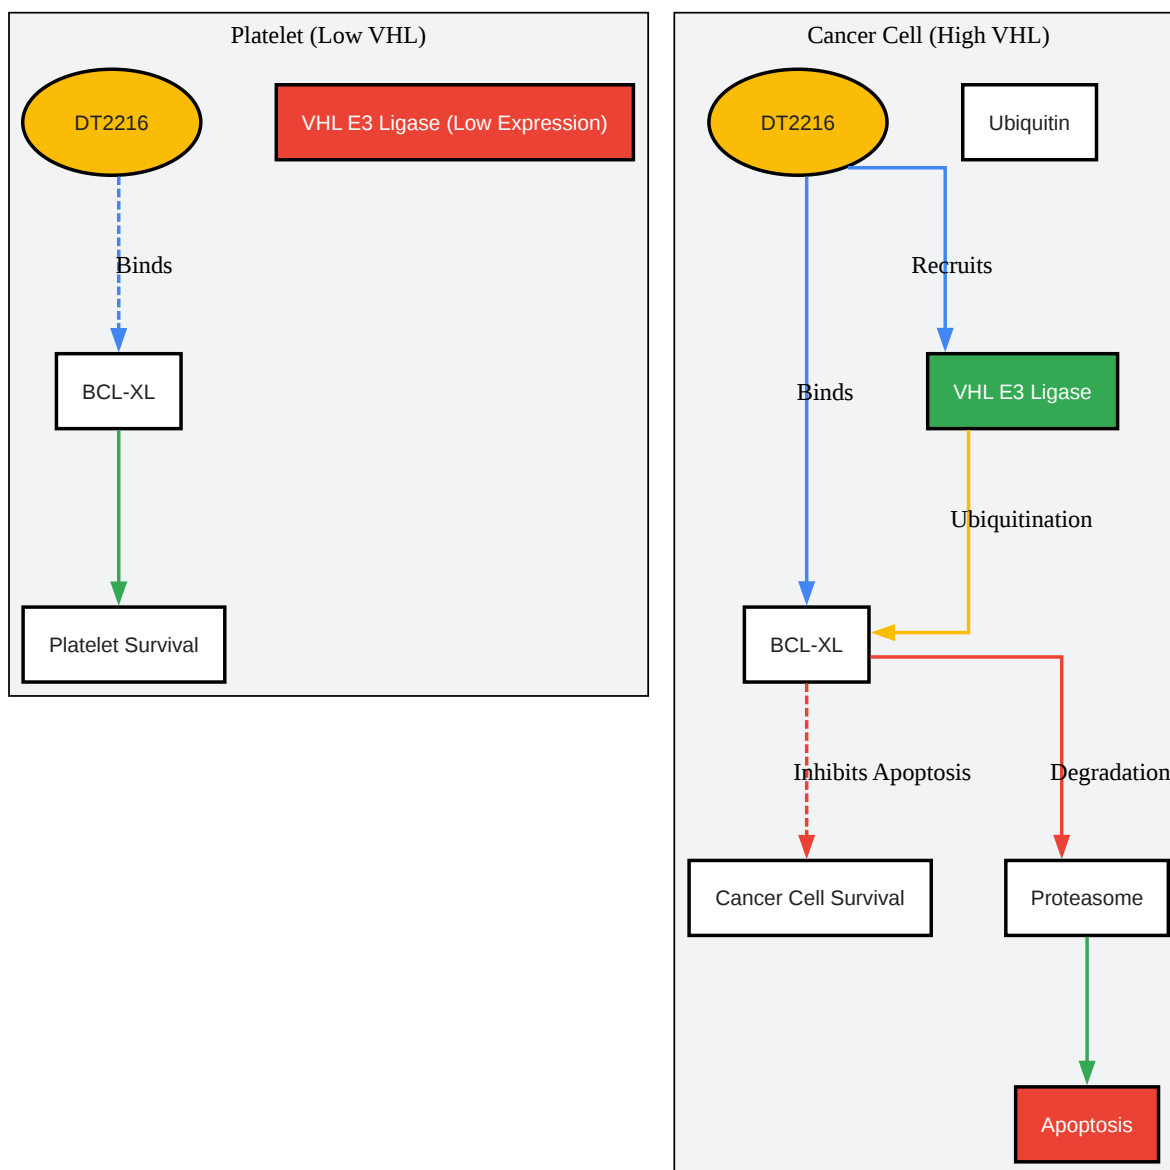 Platelet (Low VHL)
DT2216
VHL E3 Ligase (Low Expression)
Binds
BCL-XL
Platelet Survival
Cancer Cell (High VHL)
DT2216
Ubiquitin
Recruits
Binds
VHL E3 Ligase
Ubiquitination
BCL-XL
Inhibits Apoptosis
Degradation
Cancer Cell Survival
Proteasome
Apoptosis